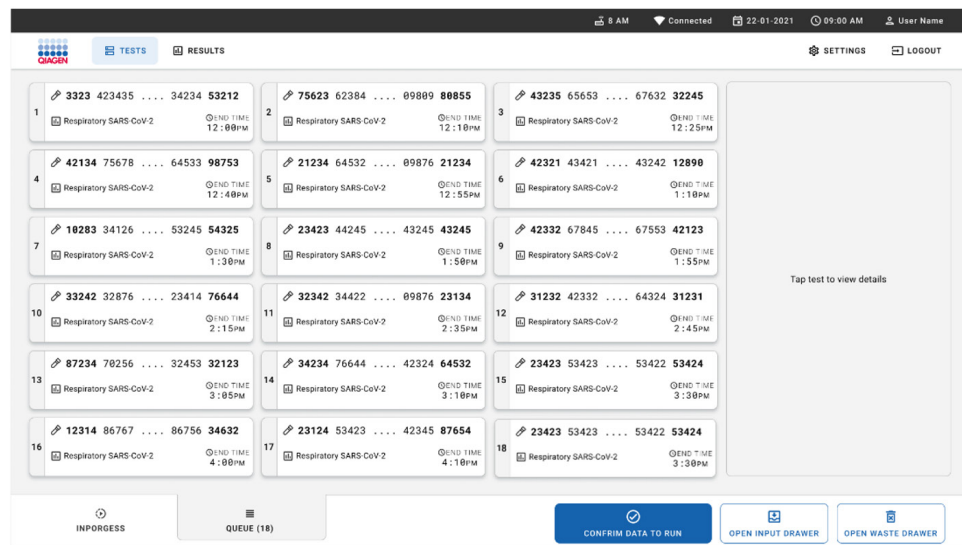 8 AM Connected 22-01-2021 09:00 AM User Name
QIAGEN TESTS RESULTS SETTINGS LOGOUT
1 3323 423435 .... 34234 53212
Respiratory SARS-CoV-2 END TIME 12:00PM
2 75623 62384 .... 09809 80855
Respiratory SARS-CoV-2 END TIME 12:10PM
3 43235 65653 .... 67632 32245
Respiratory SARS-CoV-2 END TIME 12:25PM
4 42134 75678 .... 64533 98753
Respiratory SARS-CoV-2 END TIME 12:40PM
5 21234 64532 .... 09876 21234
Respiratory SARS-CoV-2 END TIME 12:55PM
6 42321 43421 .... 43242 12890
Respiratory SARS-CoV-2 END TIME 1:10PM
7 10283 34126 .... 53245 54325
Respiratory SARS-CoV-2 END TIME 1:30PM
8 23423 44245 .... 43245 43245
Respiratory SARS-CoV-2 END TIME 1:50PM
9 42332 67845 .... 67553 42123
Respiratory SARS-CoV-2 END TIME 1:55PM
10 33242 32876 .... 23414 76644
Respiratory SARS-CoV-2 END TIME 2:15PM
11 32342 34422 .... 09876 23134
Respiratory SARS-CoV-2 END TIME 2:35PM
12 31232 42332 .... 64324 31231
Respiratory SARS-CoV-2 END TIME 2:45PM
13 87234 70256 .... 32453 32123
Respiratory SARS-CoV-2 END TIME 3:05PM
14 34234 76644 .... 42324 64532
Respiratory SARS-CoV-2 END TIME 3:10PM
15 23423 53423 .... 53422 53424
Respiratory SARS-CoV-2 END TIME 3:30PM
16 12314 86767 .... 86756 34632
Respiratory SARS-CoV-2 END TIME 4:00PM
17 23124 53423 .... 42345 87654
Respiratory SARS-CoV-2 END TIME 4:10PM
18 23423 53423 .... 53422 53424
Respiratory SARS-CoV-2 END TIME 3:30PM
Tap test to view details
INPORGESS QUEUE (18) CONFRIM DATA TO RUN OPEN INPUT DRAWER OPEN WASTE DRAWER